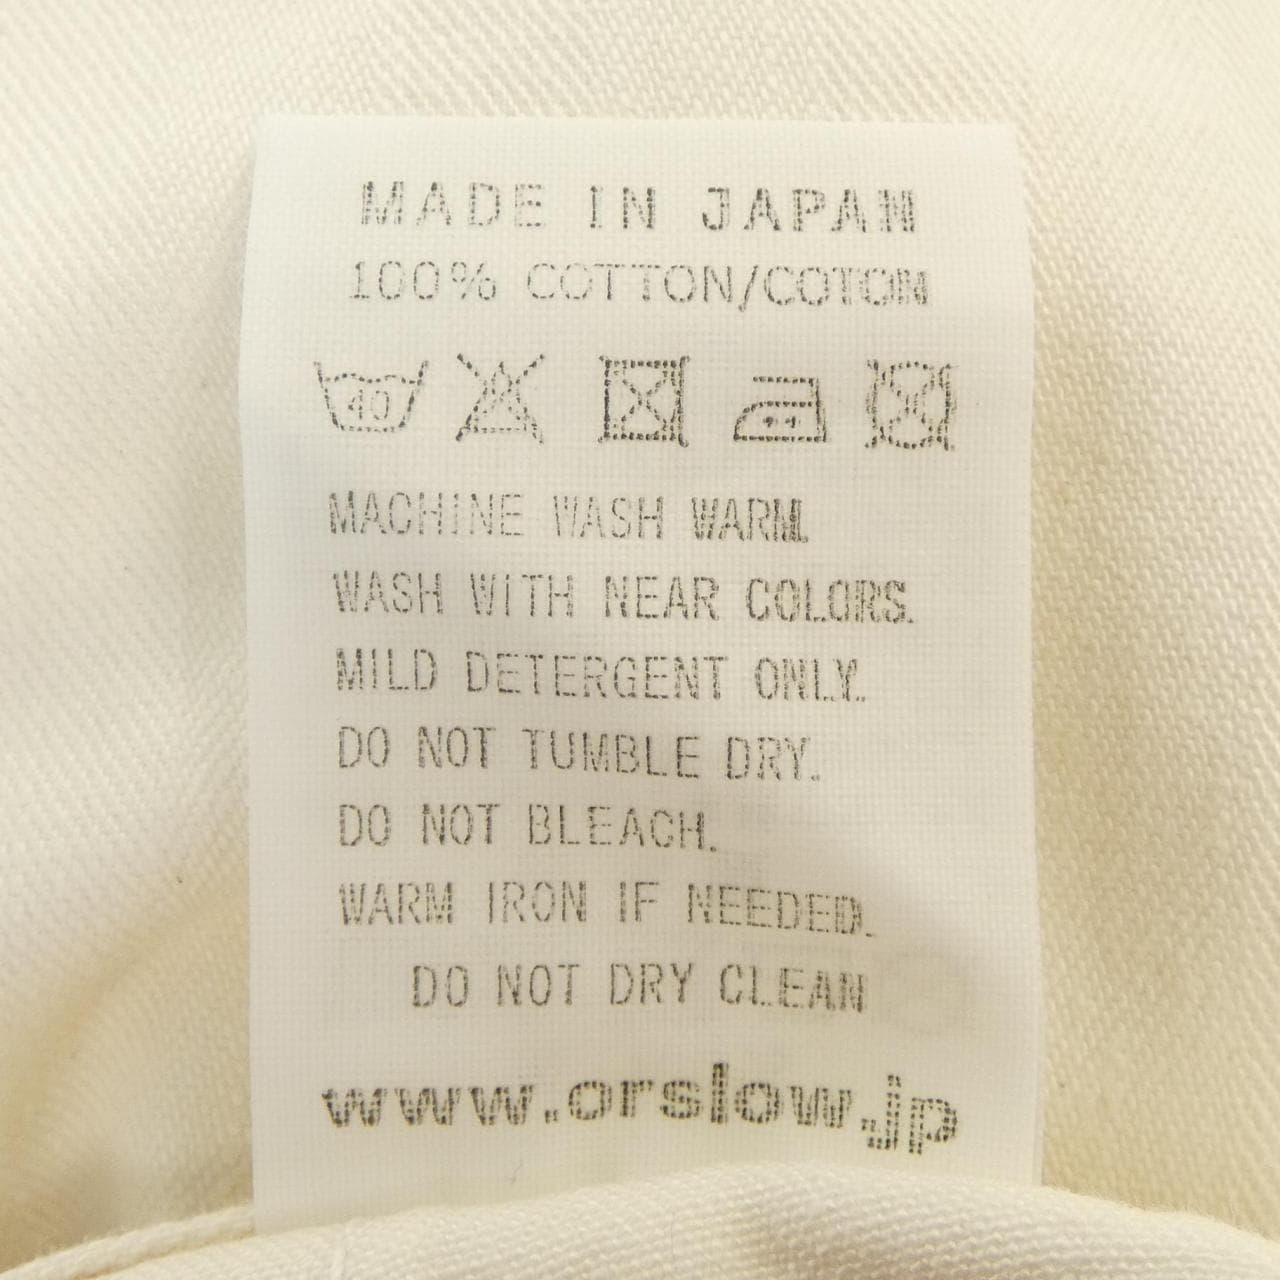 MADE IN JAPAN
100% COTTON/COTON
40
MACHINE WASH WARM.
WASH WITH NEAR COLORS.
MILD DETERGENT ONLY.
DO NOT TUMBLE DRY.
DO NOT BLEACH.
WARM IRON IF NEEDED.
DO NOT DRY CLEAN
www.orslow.jp